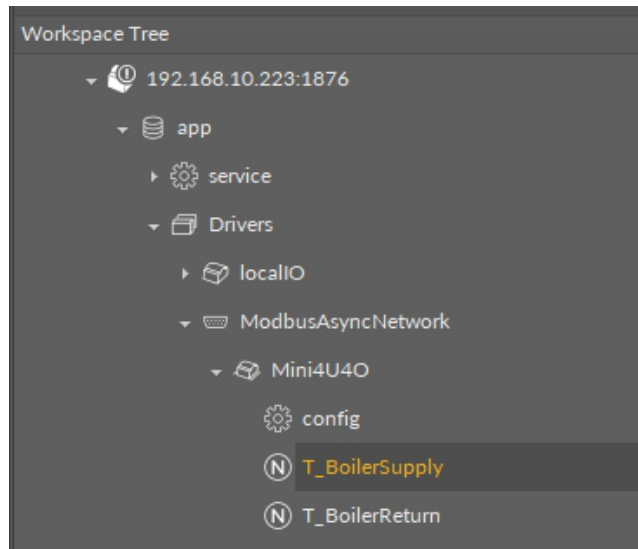 Workspace Tree
192.168.10.223:1876
app
service
Drivers
localIO
ModbusAsyncNetwork
Mini4U4O
config
N T_BoilerSupply
N T_BoilerReturn